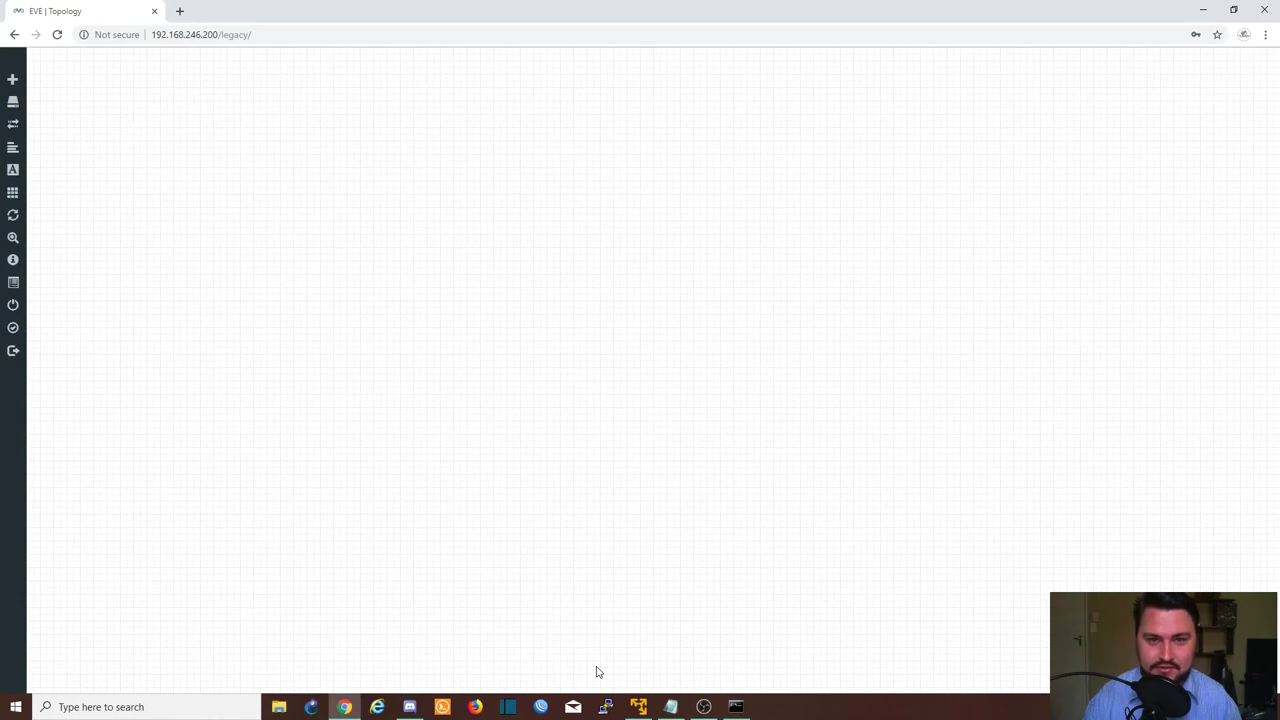 EVE | Topology
Not secure
192.168.246.200/legacy/
A
Type here to search